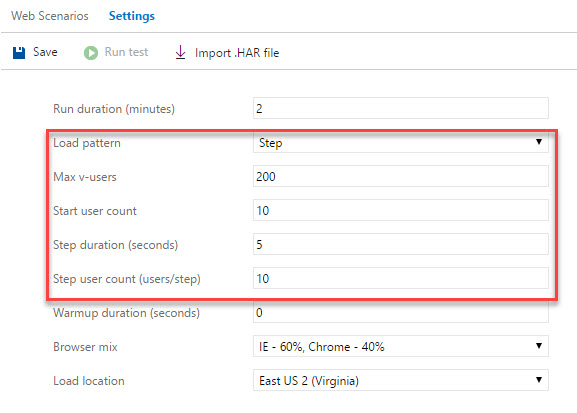 Web Scenarios Settings
Save Run test Import .HAR file
Run duration (minutes) 2
Load pattern Step
Max v-users 200
Start user count 10
Step duration (seconds) 5
Step user count (users/step) 10
Warmup duration (seconds) 0
Browser mix IE - 60%, Chrome - 40%
Load location East US 2 (Virginia)